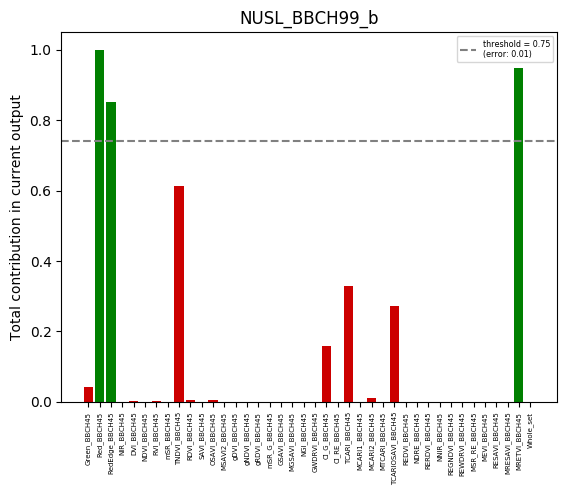 NUSL_BBCH99_b
threshold = 0.75
(error: 0.01)
Total contribution in current output
1.0
0.8
0.6
0.4
0.2
0.0
Green_BBCH45
Red_BBCH45
RedEdge_BBCH45
NIR_BBCH45
DVI_BBCH45
NDVI_BBCH45
RVI_BBCH45
mSR_BBCH45
TNDVI_BBCH45
RDVI_BBCH45
SAVI_BBCH45
OSAVI_BBCH45
MSAVI2_BBCH45
gDVI_BBCH45
gNDVI_BBCH45
gRDVI_BBCH45
mSR_G_BBCH45
GSAVI_BBCH45
MGSAVI_BBCH45
NGI_BBCH45
GWDRVI_BBCH45
CI_G_BBCH45
CI_RE_BBCH45
TCARI_BBCH45
MCARI1_BBCH45
MCARI2_BBCH45
MTCARI_BBCH45
TCARIOSAVI_BBCH45
REDVI_BBCH45
NDRE_BBCH45
RERDVI_BBCH45
NNIR_BBCH45
REGNDVI_BBCH45
REWDRVI_BBCH45
MSR_RE_BBCH45
MEVI_BBCH45
RESAVI_BBCH45
MRESAVI_BBCH45
MRETVI_BBCH45
whole_set